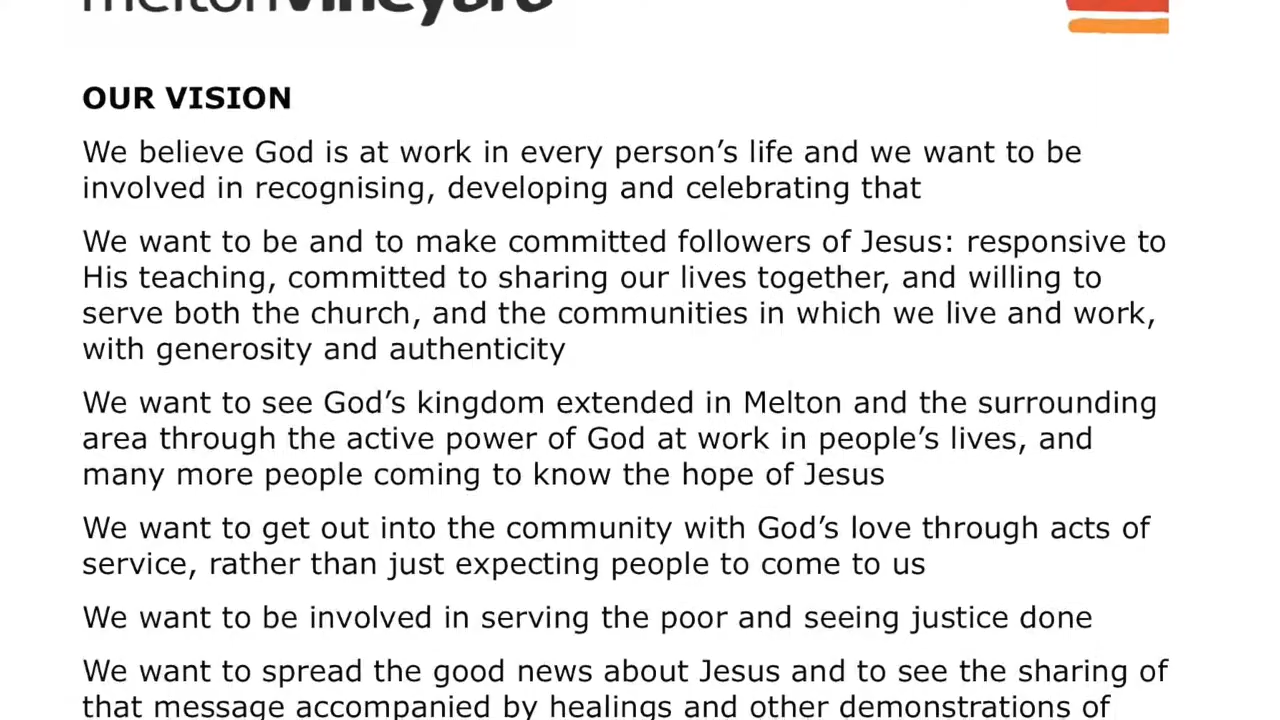 meltonvineyard
OUR VISION
We believe God is at work in every person’s life and we want to be
involved in recognising, developing and celebrating that
We want to be and to make committed followers of Jesus: responsive to
His teaching, committed to sharing our lives together, and willing to
serve both the church, and the communities in which we live and work,
with generosity and authenticity
We want to see God’s kingdom extended in Melton and the surrounding
area through the active power of God at work in people’s lives, and
many more people coming to know the hope of Jesus
We want to get out into the community with God’s love through acts of
service, rather than just expecting people to come to us
We want to be involved in serving the poor and seeing justice done
We want to spread the good news about Jesus and to see the sharing of
that message accompanied by healings and other demonstrations of